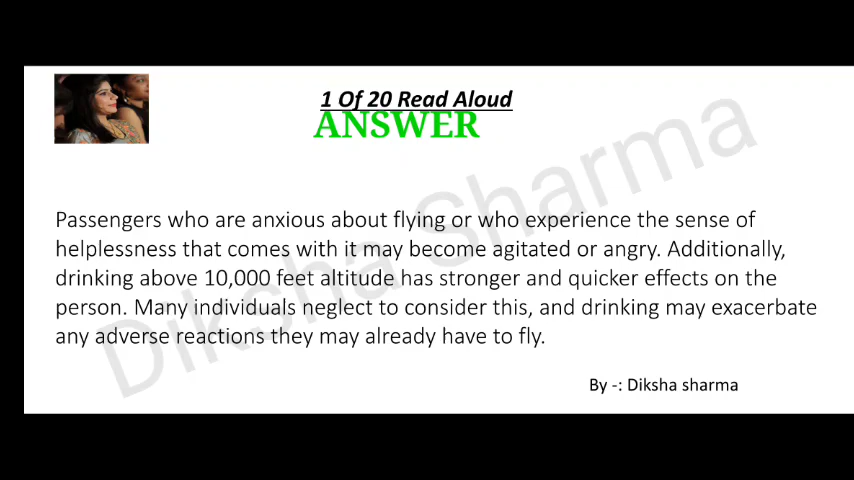 1 Of 20 Read Aloud
ANSWER
Passengers who are anxious about flying or who experience the sense of
helplessness that comes with it may become agitated or angry. Additionally,
drinking above 10,000 feet altitude has stronger and quicker effects on the
person. Many individuals neglect to consider this, and drinking may exacerbate
any adverse reactions they may already have to fly.
By -: Diksha sharma
Diksha Sharma